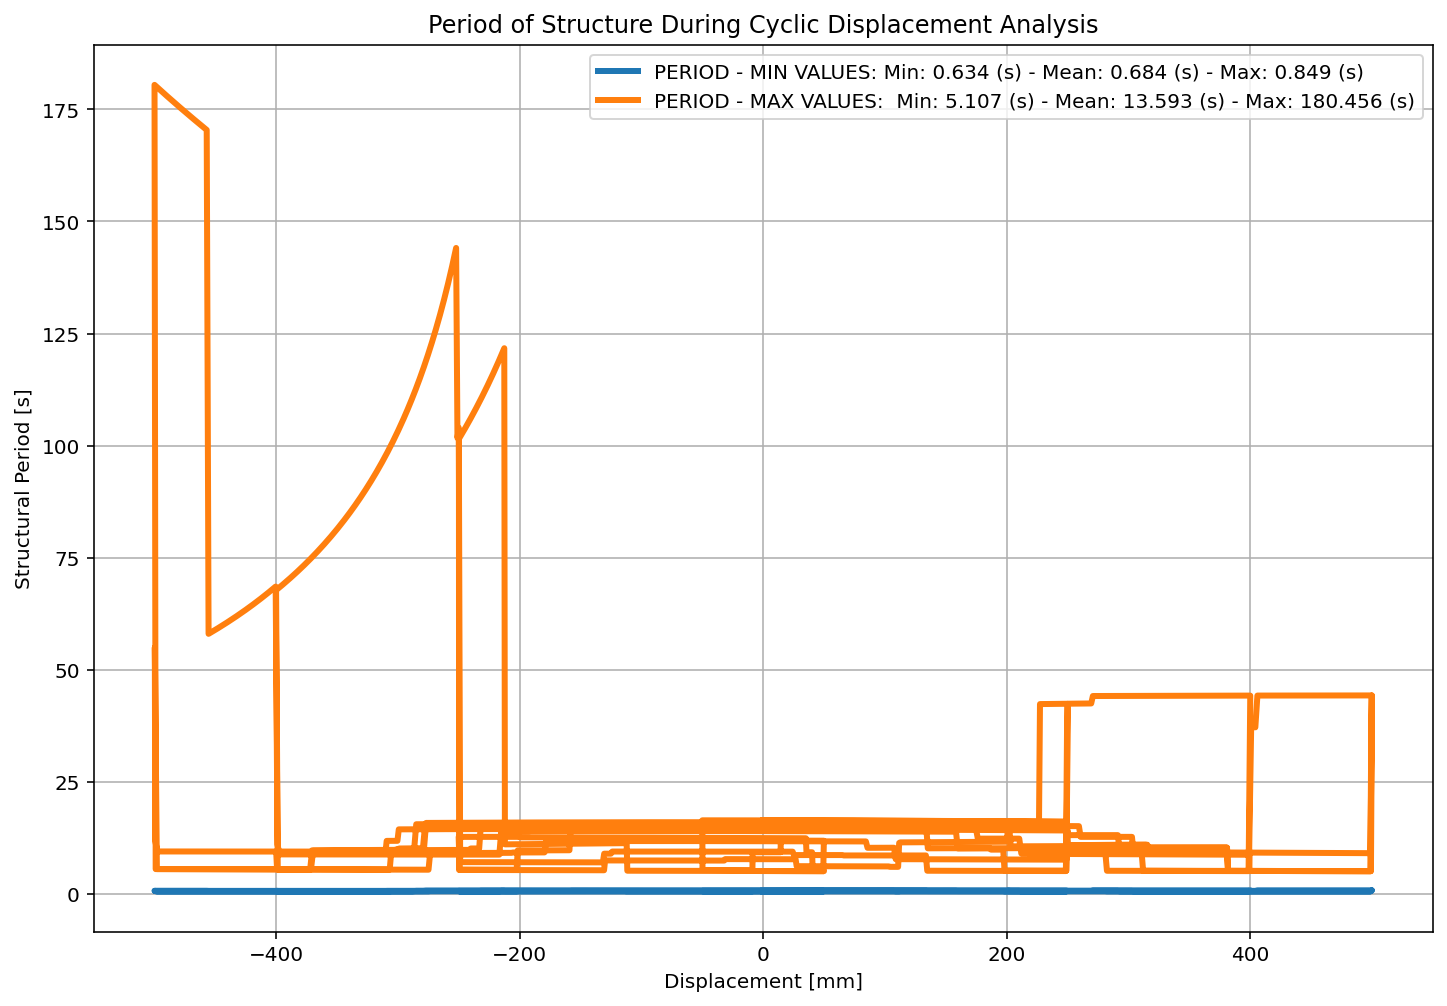 Period of Structure During Cyclic Displacement Analysis
PERIOD - MIN VALUES: Min: 0.634 (s) - Mean: 0.684 (s) - Max: 0.849 (s)
PERIOD - MAX VALUES:  Min: 5.107 (s) - Mean: 13.593 (s) - Max: 180.456 (s)
Structural Period [s]
175
150
125
100
75
50
25
0
−400
−200
0
200
400
Displacement [mm]